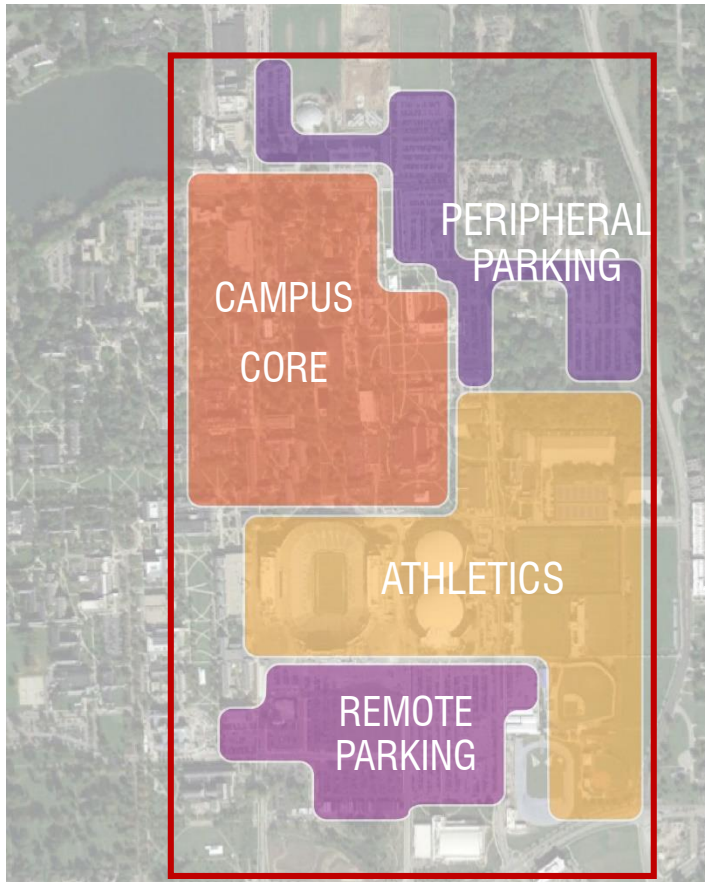 PERIPHERAL
PARKING
CAMPUS
CORE
ATHLETICS
REMOTE
PARKING